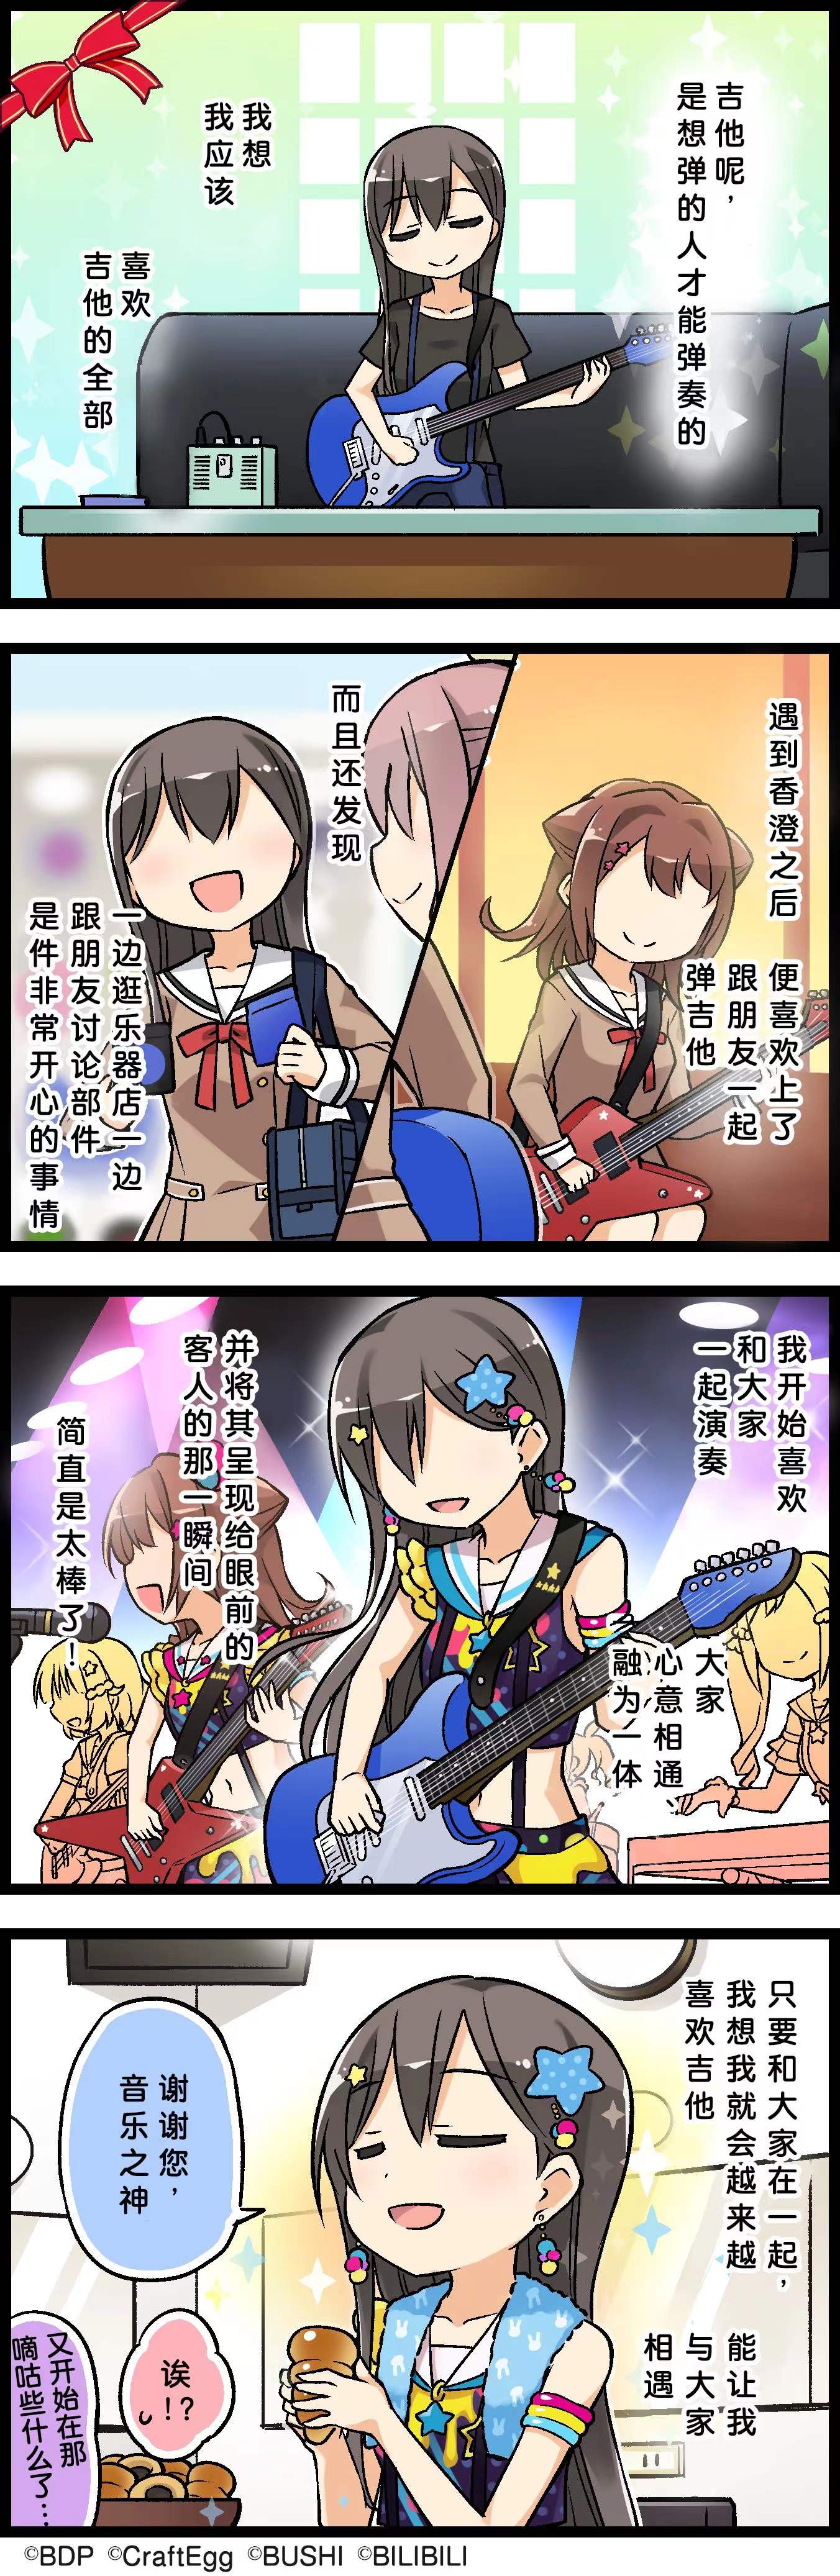 吉他呢，
是想弹的人才能弹奏的
我想
我应该
喜欢
吉他的全部
遇到香澄之后
便喜欢上了
跟朋友一起
弹吉他
而且还发现
一边逛乐器店一边
跟朋友讨论部件
是件非常开心的事情
我开始喜欢
和大家
一起演奏
大家
心意相通
融为一体
并将其呈现给眼前的
客人的那一瞬间
简直是太棒了！
只要和大家在一起，
我想我就会越来越
喜欢吉他
能让我
与大家
相遇
谢谢您，
音乐之神
诶！？
又开始在那
嘀咕些什么了…
©BDP ©CraftEgg ©BUSHI ©BILIBILI